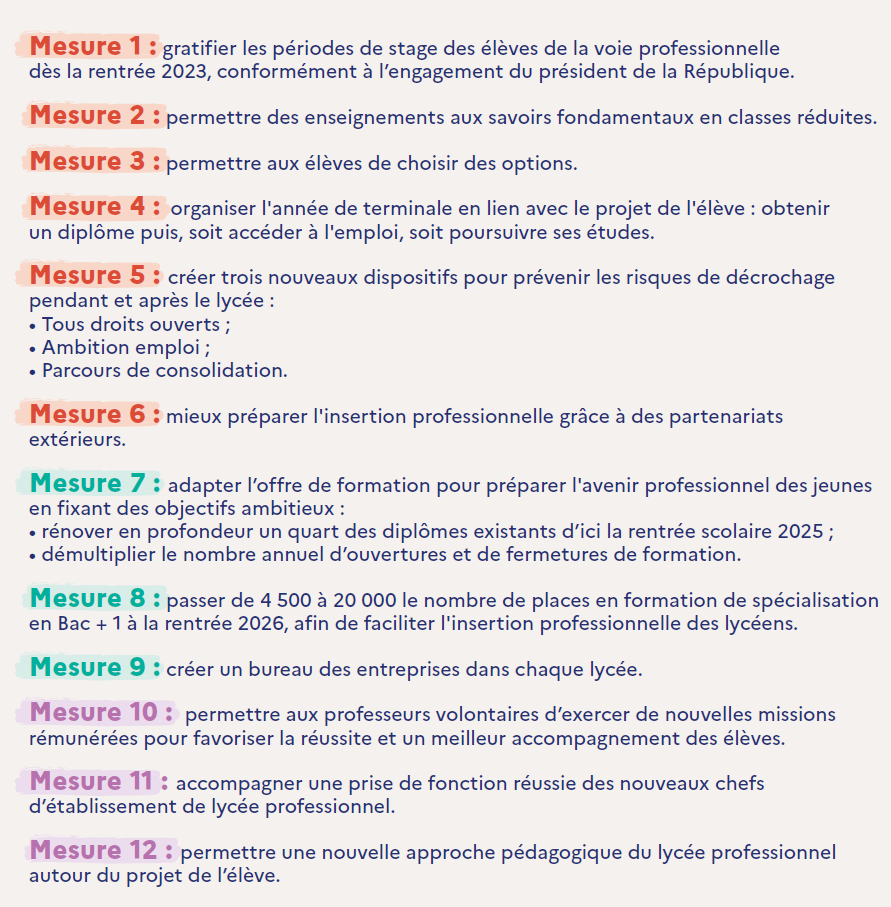 Mesure 1 : gratifier les périodes de stage des élèves de la voie professionnelle
dès la rentrée 2023, conformément à l’engagement du président de la République.
Mesure 2 : permettre des enseignements aux savoirs fondamentaux en classes réduites.
Mesure 3 : permettre aux élèves de choisir des options.
Mesure 4 : organiser l'année de terminale en lien avec le projet de l'élève : obtenir
un diplôme puis, soit accéder à l'emploi, soit poursuivre ses études.
Mesure 5 : créer trois nouveaux dispositifs pour prévenir les risques de décrochage
pendant et après le lycée :
• Tous droits ouverts ;
• Ambition emploi ;
• Parcours de consolidation.
Mesure 6 : mieux préparer l'insertion professionnelle grâce à des partenariats
extérieurs.
Mesure 7 : adapter l’offre de formation pour préparer l'avenir professionnel des jeunes
en fixant des objectifs ambitieux :
• rénover en profondeur un quart des diplômes existants d’ici la rentrée scolaire 2025 ;
• démultiplier le nombre annuel d’ouvertures et de fermetures de formation.
Mesure 8 : passer de 4 500 à 20 000 le nombre de places en formation de spécialisation
en Bac + 1 à la rentrée 2026, afin de faciliter l'insertion professionnelle des lycéens.
Mesure 9 : créer un bureau des entreprises dans chaque lycée.
Mesure 10 : permettre aux professeurs volontaires d’exercer de nouvelles missions
rémunérées pour favoriser la réussite et un meilleur accompagnement des élèves.
Mesure 11 : accompagner une prise de fonction réussie des nouveaux chefs
d’établissement de lycée professionnel.
Mesure 12 : permettre une nouvelle approche pédagogique du lycée professionnel
autour du projet de l’élève.